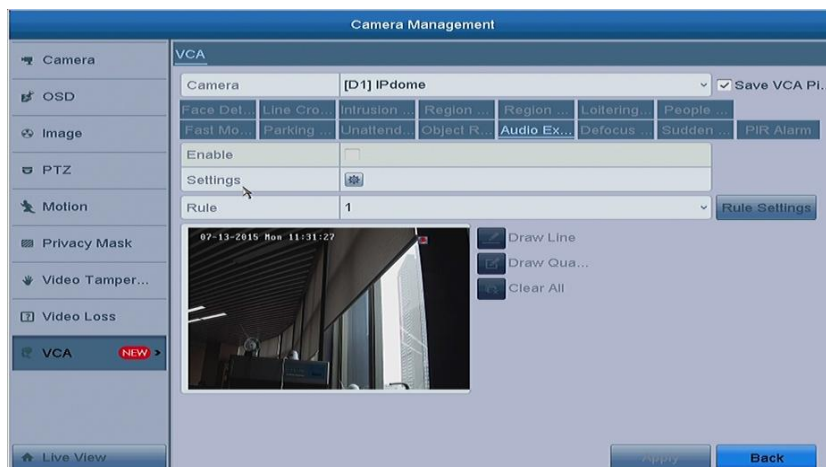 Camera Management
Camera
OSD
Image
PTZ
Motion
Privacy Mask
Video Tamper...
Video Loss
VCA NEW >
Live View
VCA
Camera [D1] IPdome Save VCA Pi...
Face Det... Line Cro... Intrusion ... Region ... Region ... Loitering... People ...
Fast Mo... Parking ... Unattend... Object R... Audio Ex... Defocus ... Sudden ... PIR Alarm
Enable
Settings
Rule 1 Rule Settings
07-13-2015 Mon 11:31:27
Draw Line
Draw Qua...
Clear All
Apply Back